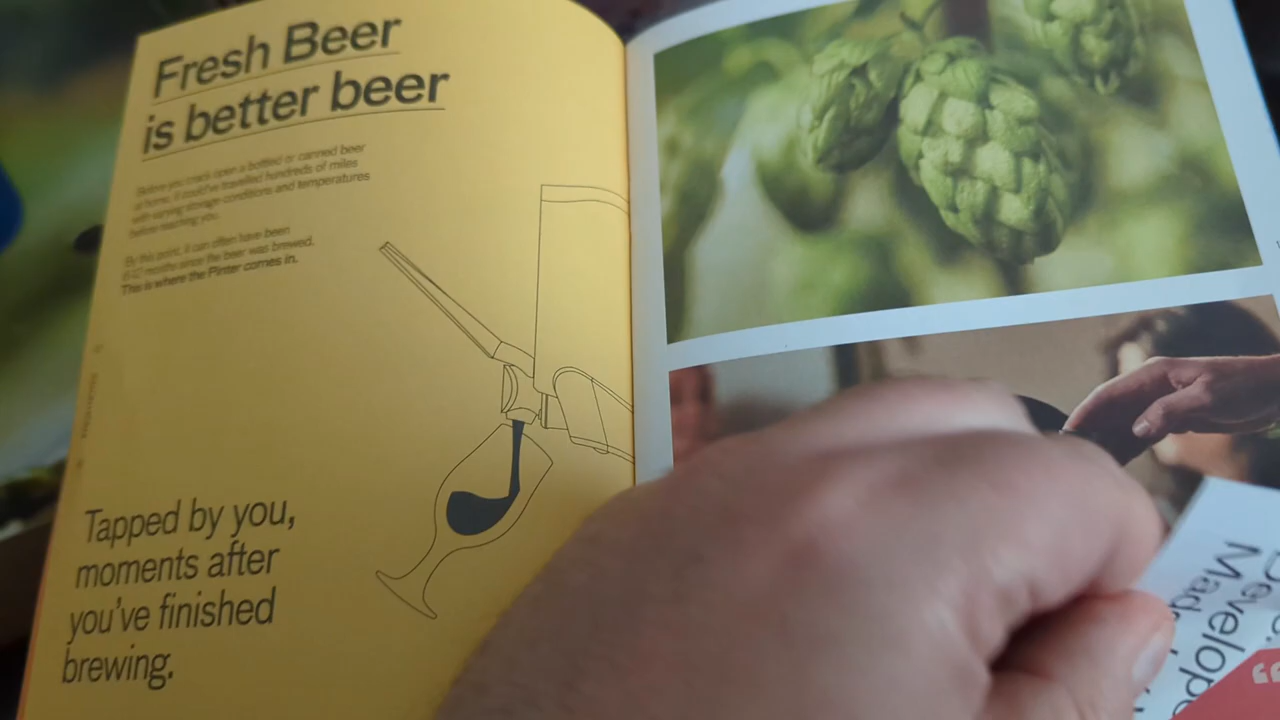 Fresh Beer
is better beer
Before you crack open a bottled or canned beer
at home, it could've travelled hundreds of miles
with varying storage conditions and temperatures
before reaching you.
By this point, it can often have been
6-12 months since the beer was brewed.
This is where the Pinter comes in.
Tapped by you,
moments after
you've finished
brewing.
Develope
Mad